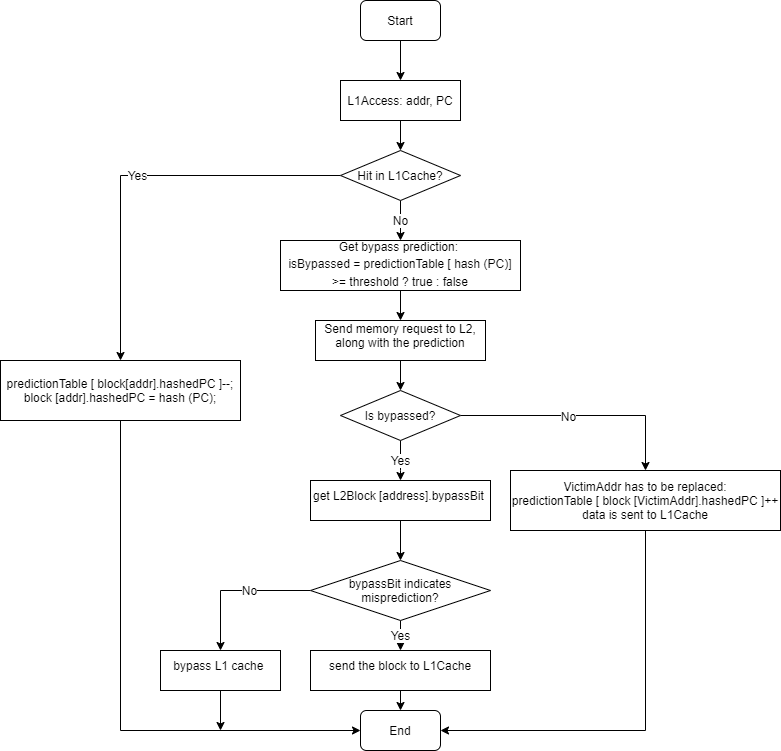 Start
L1Access: addr, PC
Hit in L1Cache?
Yes
No
Get bypass prediction:
isBypassed = predictionTable [ hash (PC)]
>= threshold ? true : false
Send memory request to L2,
along with the prediction
predictionTable [ block[addr].hashedPC ]--;
block [addr].hashedPC = hash (PC);
Is bypassed?
No
Yes
get L2Block [address].bypassBit
VictimAddr has to be replaced:
predictionTable [ block [VictimAddr].hashedPC ]++
data is sent to L1Cache
bypassBit indicates
misprediction?
No
Yes
bypass L1 cache
send the block to L1Cache
End